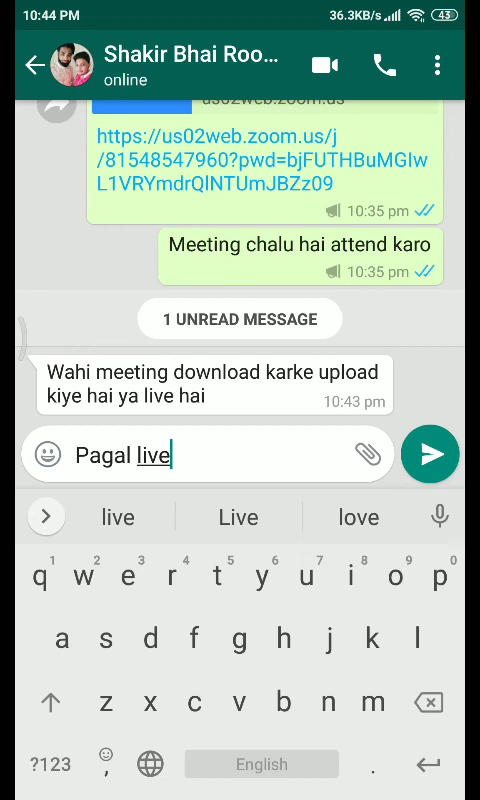 10:44 PM 36.3KB/s 43
Shakir Bhai Roo...
online
us02web.zoom.us
https://us02web.zoom.us/j
/81548547960?pwd=bjFUTHBuMGIw
L1VRYmdrQlNTUmJBZz09
10:35 pm
Meeting chalu hai attend karo
10:35 pm
1 UNREAD MESSAGE
Wahi meeting download karke upload
kiye hai ya live hai
10:43 pm
Pagal live
live Live love
1 2 3 4 5 6 7 8 9 0
q w e r t y u i o p
a s d f g h j k l
z x c v b n m
?123 , English .